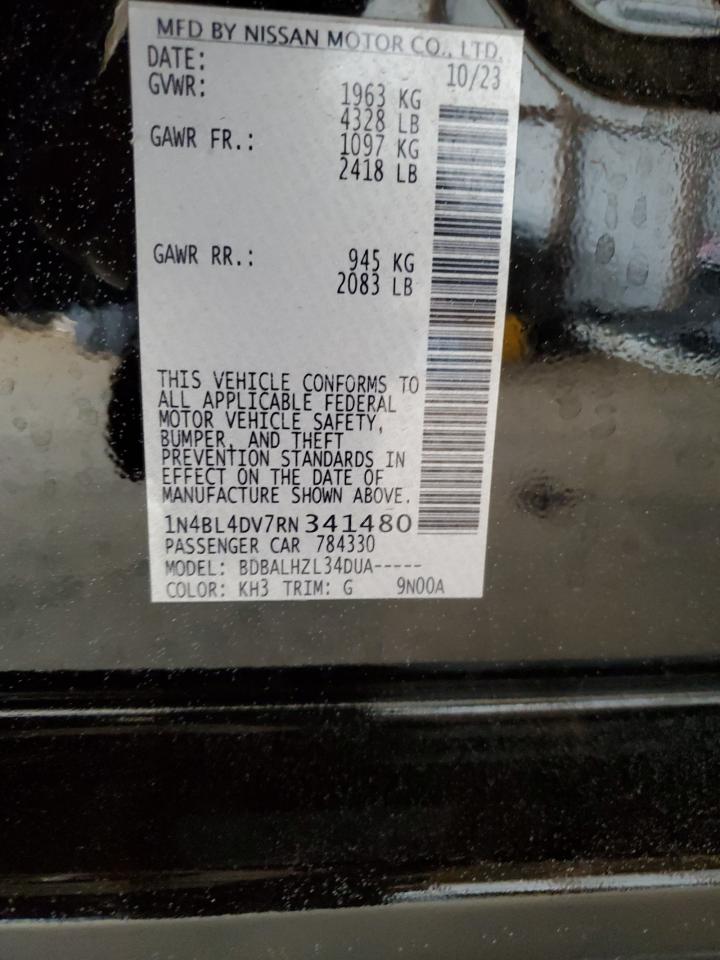 MFD BY NISSAN MOTOR CO., LTD.
DATE: 10/23
GVWR: 1963 KG
4328 LB
GAWR FR.: 1097 KG
2418 LB
GAWR RR.: 945 KG
2083 LB
THIS VEHICLE CONFORMS TO
ALL APPLICABLE FEDERAL
MOTOR VEHICLE SAFETY,
BUMPER, AND THEFT
PREVENTION STANDARDS IN
EFFECT ON THE DATE OF
MANUFACTURE SHOWN ABOVE.
1N4BL4DV7RN341480
PASSENGER CAR 784330
MODEL: BDBALHZL34DUA-----
COLOR: KH3 TRIM: G 9N00A